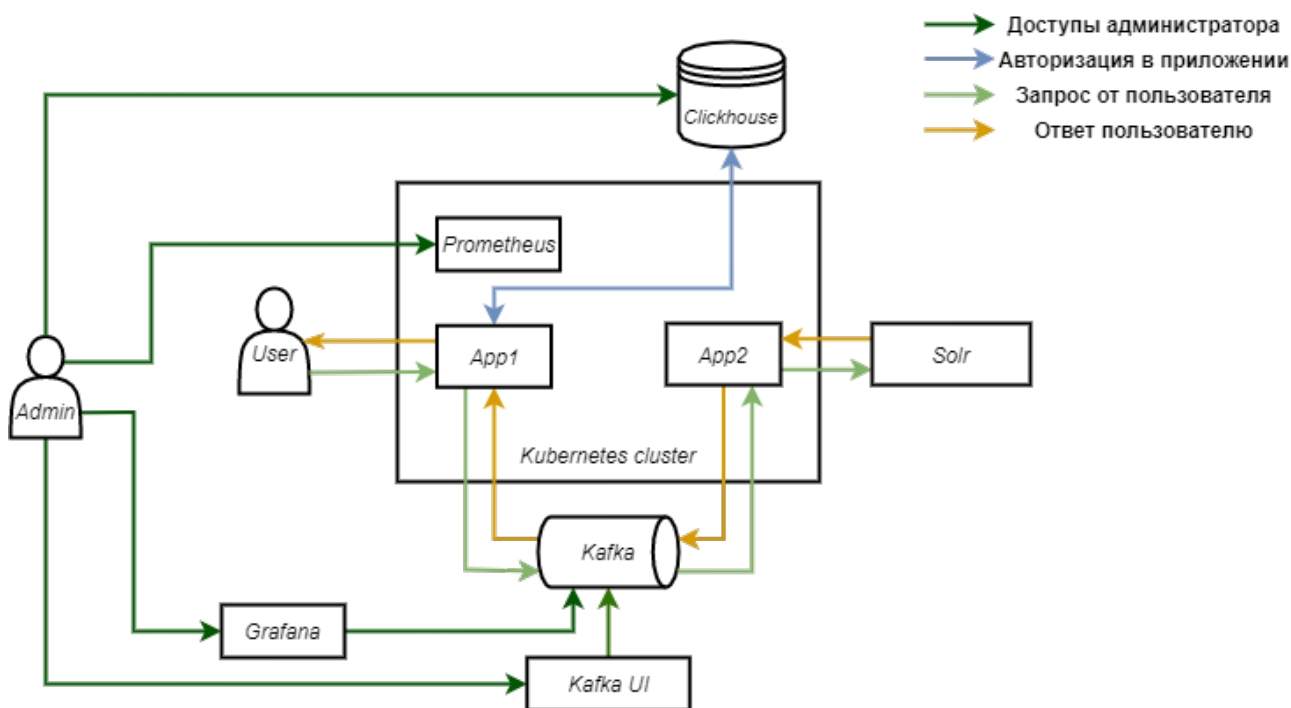 Доступы администратора
Авторизация в приложении
Запрос от пользователя
Ответ пользователю
Clickhouse
Prometheus
User
App1
App2
Solr
Admin
Kubernetes cluster
Kafka
Grafana
Kafka UI